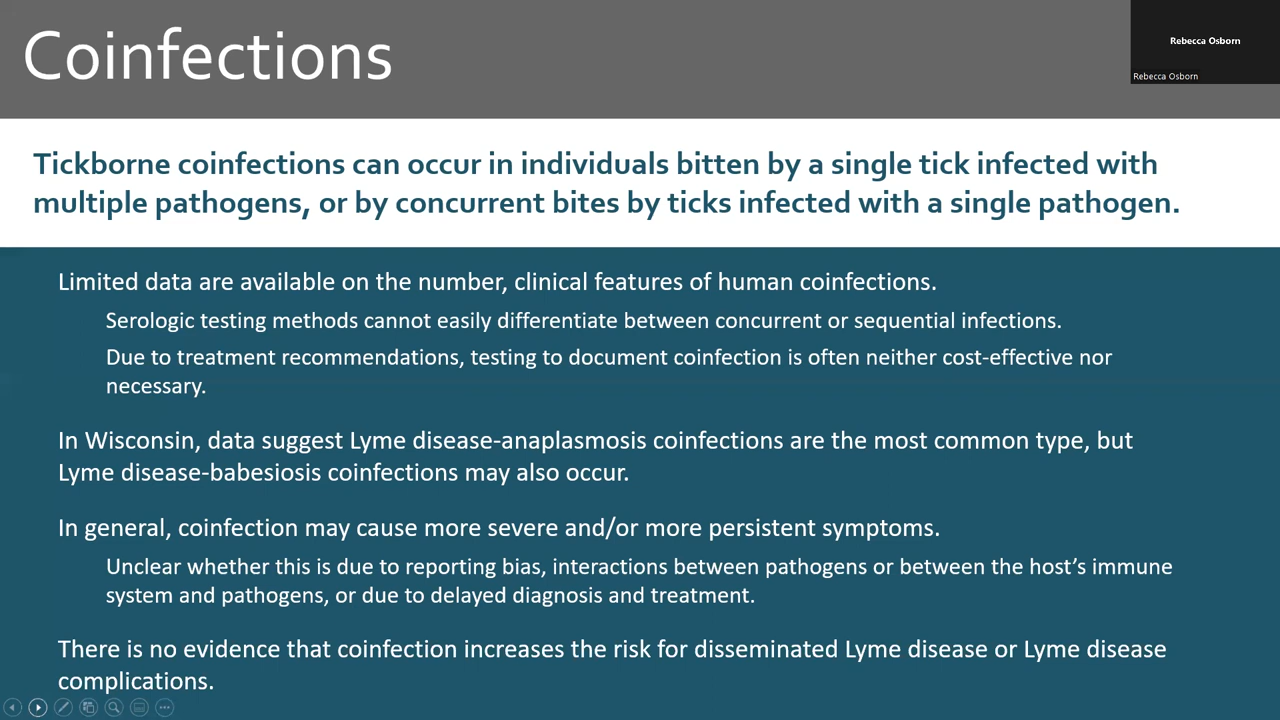 Coinfections
Rebecca Osborn
Rebecca Osborn
Tickborne coinfections can occur in individuals bitten by a single tick infected with
multiple pathogens, or by concurrent bites by ticks infected with a single pathogen.
Limited data are available on the number, clinical features of human coinfections.
Serologic testing methods cannot easily differentiate between concurrent or sequential infections.
Due to treatment recommendations, testing to document coinfection is often neither cost-effective nor
necessary.
In Wisconsin, data suggest Lyme disease-anaplasmosis coinfections are the most common type, but
Lyme disease-babesiosis coinfections may also occur.
In general, coinfection may cause more severe and/or more persistent symptoms.
Unclear whether this is due to reporting bias, interactions between pathogens or between the host’s immune
system and pathogens, or due to delayed diagnosis and treatment.
There is no evidence that coinfection increases the risk for disseminated Lyme disease or Lyme disease
complications.